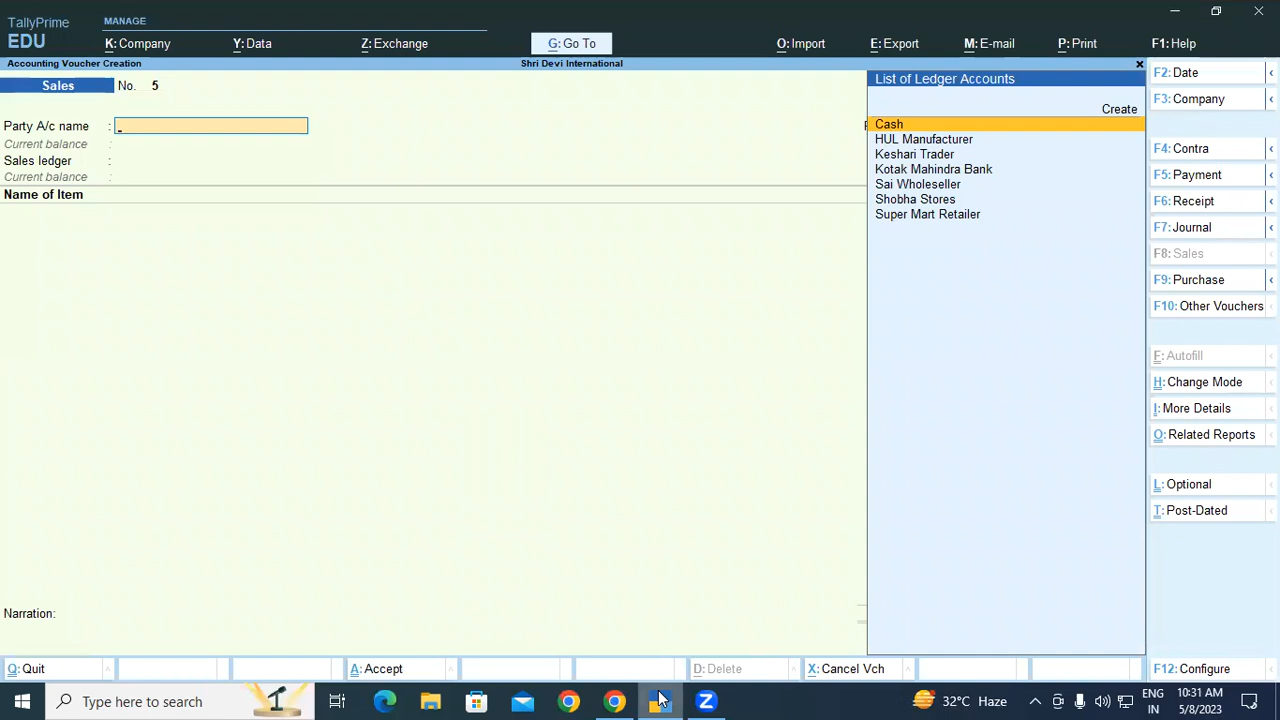 TallyPrime
EDU
MANAGE
K: Company
Y: Data
Z: Exchange
G: Go To
O: Import
E: Export
M: E-mail
P: Print
F1: Help
Accounting Voucher Creation
Shri Devi International
Sales No. 5
Party A/c name :
Current balance :
Sales ledger :
Current balance :
Name of Item
Narration:
List of Ledger Accounts
Create
Cash
HUL Manufacturer
Keshari Trader
Kotak Mahindra Bank
Sai Wholeseller
Shobha Stores
Super Mart Retailer
F2: Date
F3: Company
F4: Contra
F5: Payment
F6: Receipt
F7: Journal
F8: Sales
F9: Purchase
F10: Other Vouchers
F: Autofill
H: Change Mode
I: More Details
O: Related Reports
L: Optional
T: Post-Dated
F12: Configure
Q: Quit
A: Accept
D: Delete
X: Cancel Vch
Type here to search
32°C Haze
ENG
IN
10:31 AM
5/8/2023